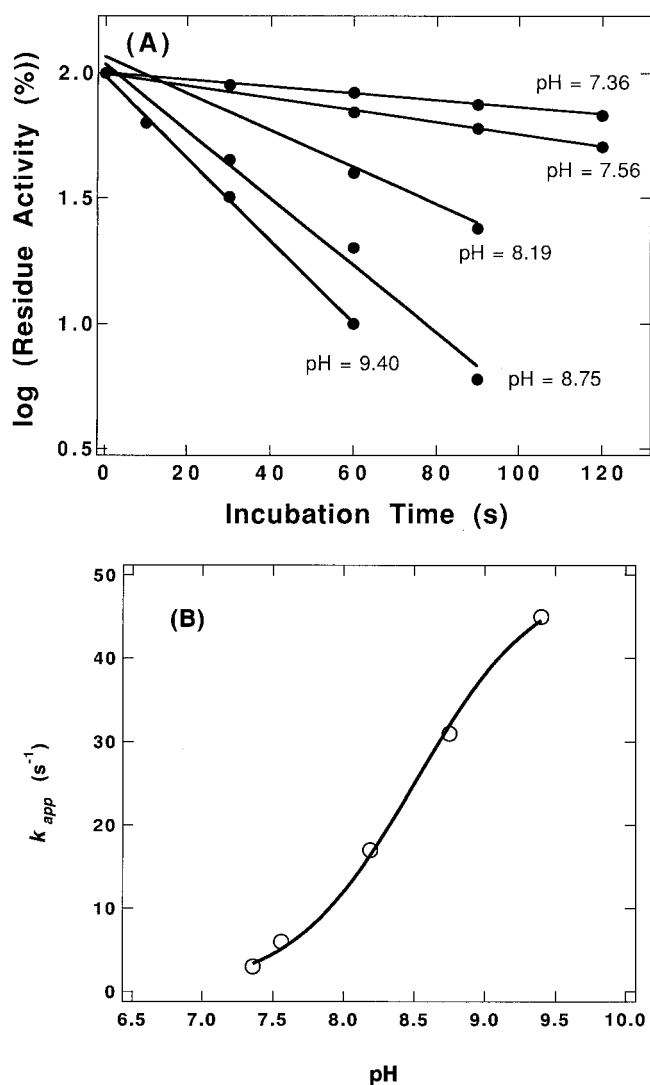 (A)
log (Residue Activity (%))
2.0
1.5
1.0
0.5
pH = 7.36
pH = 7.56
pH = 8.19
pH = 8.75
pH = 9.40
0 20 40 60 80 100 120
Incubation Time (s)
(B)
k app (s-1)
50
40
30
20
10
0
6.5 7.0 7.5 8.0 8.5 9.0 9.5 10.0
pH